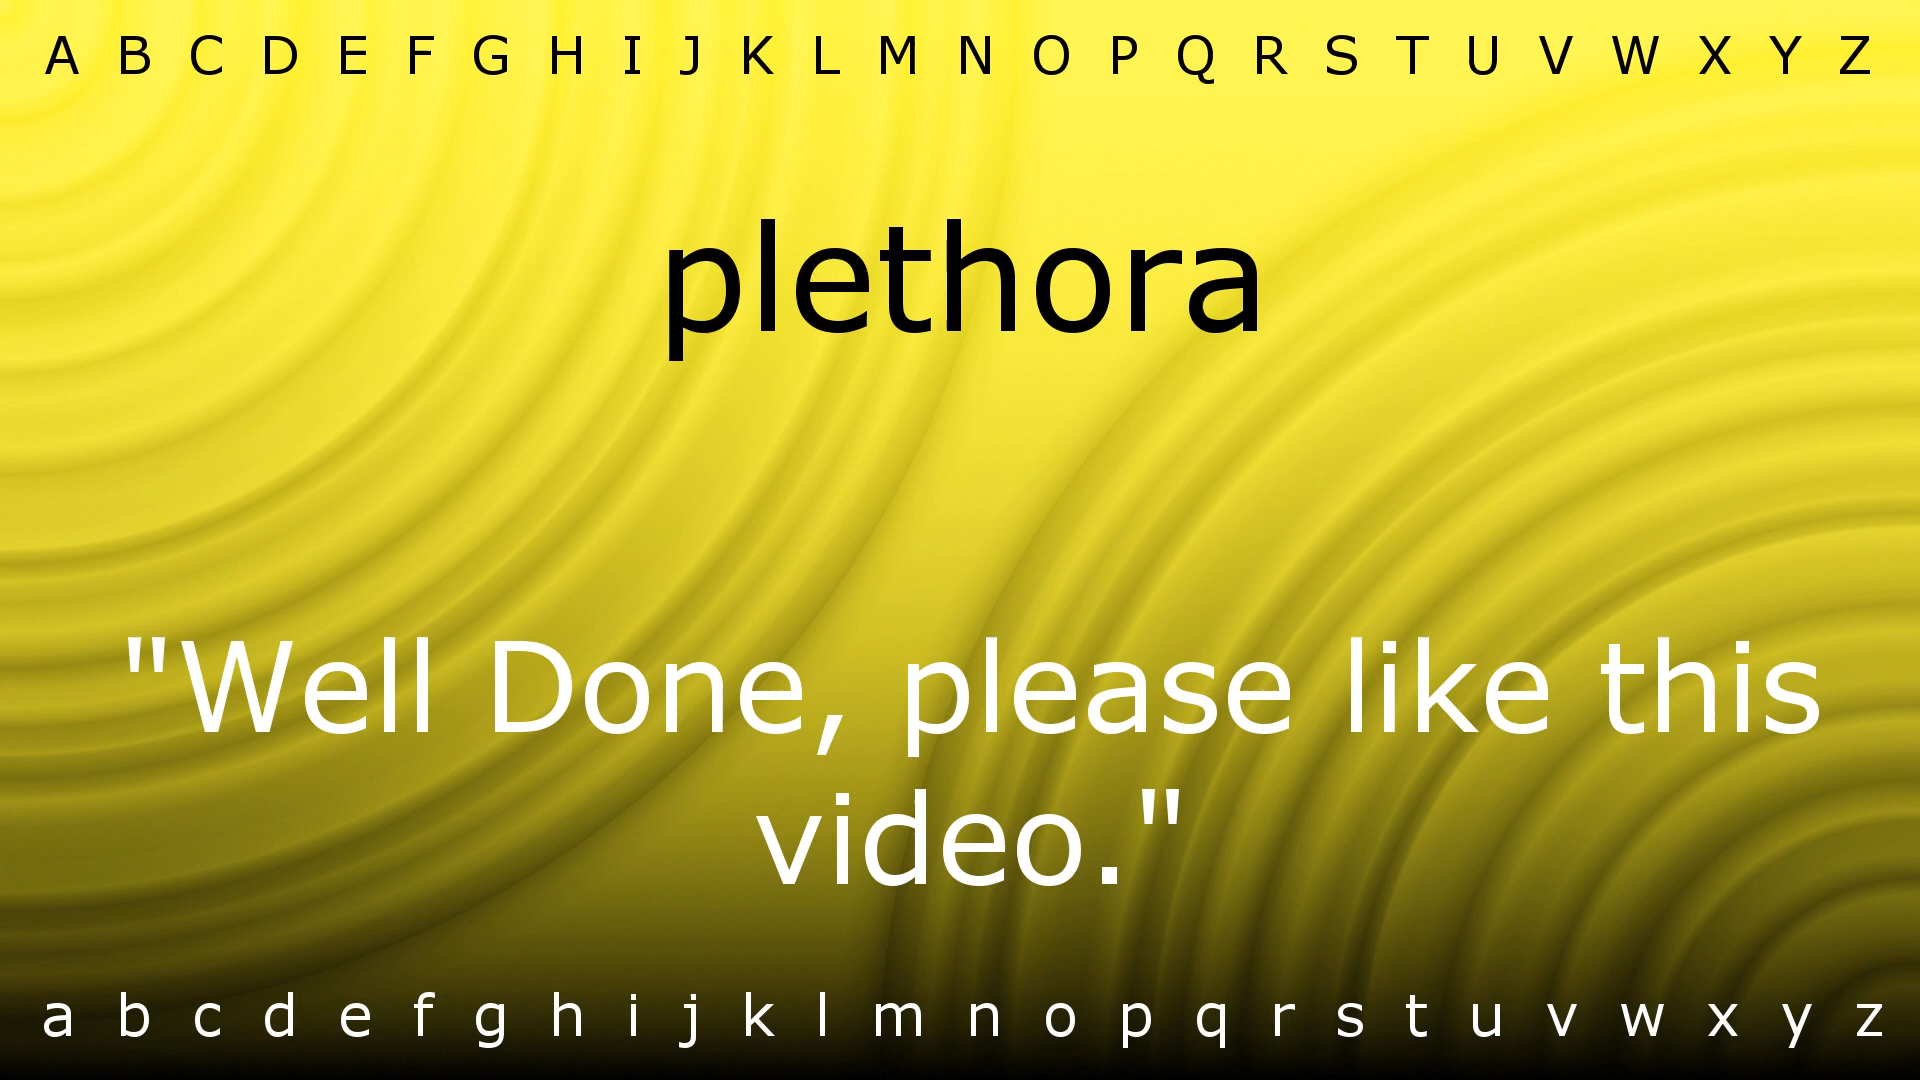 A B C D E F G H I J K L M N O P Q R S T U V W X Y Z
plethora
"Well Done, please like this
video."
a b c d e f g h i j k l m n o p q r s t u v w x y z